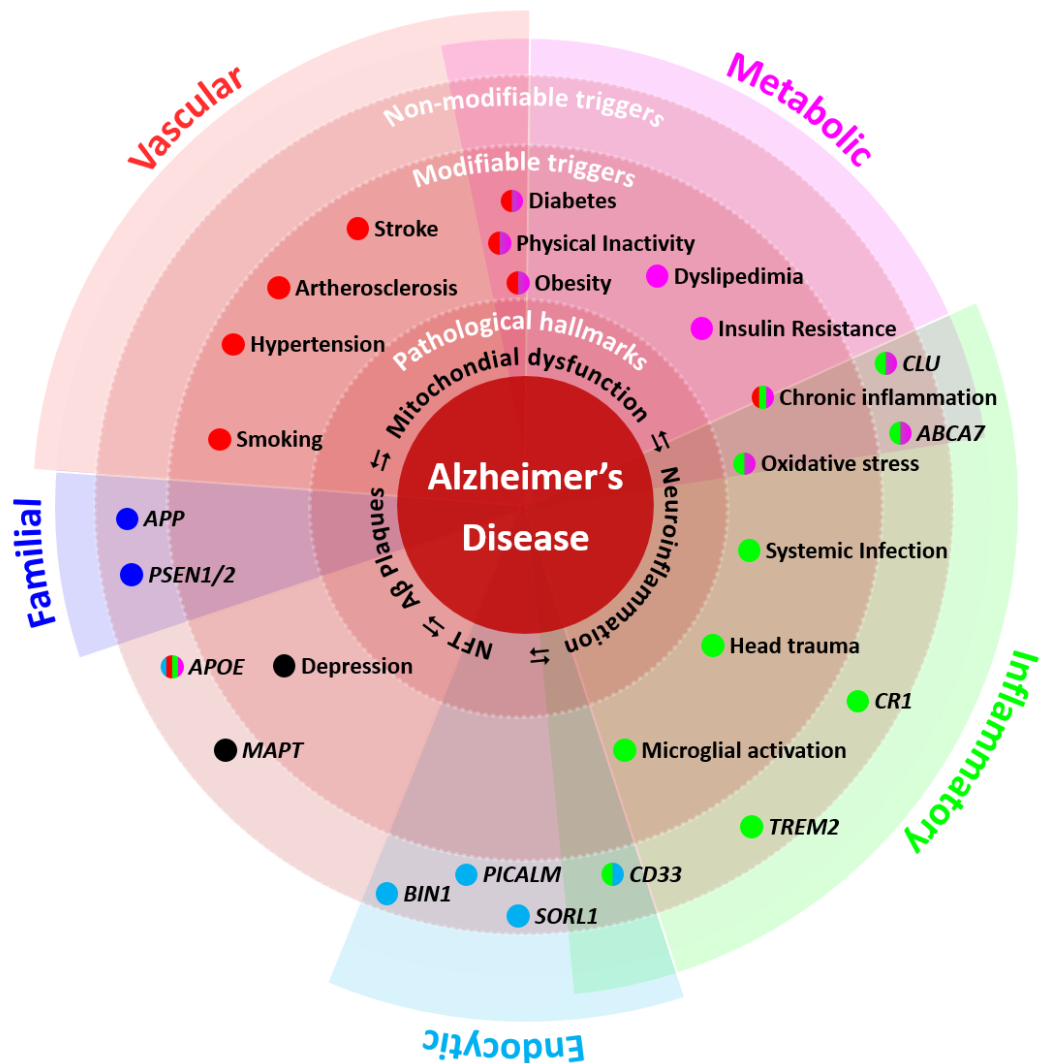 Vascular
Metabolic
Non-modifiable triggers
Modifiable triggers
Diabetes
Stroke
Physical Inactivity
Dyslipedimia
Obesity
Artherosclerosis
Insulin Resistance
Pathological hallmarks
Hypertension
Mitochondial dysfunction
CLU
Chronic inflammation
ABCA7
Smoking
Oxidative stress
Alzheimer's
Disease
⇄ Neuroinflammation ⇄ NFT ⇄ Aβ Plaques ⇄
Familial
APP
PSEN1/2
Systemic Infection
Head trauma
APOE
Depression
CR1
Inflammatory
MAPT
Microglial activation
TREM2
PICALM
CD33
BIN1
SORL1
Endocytic